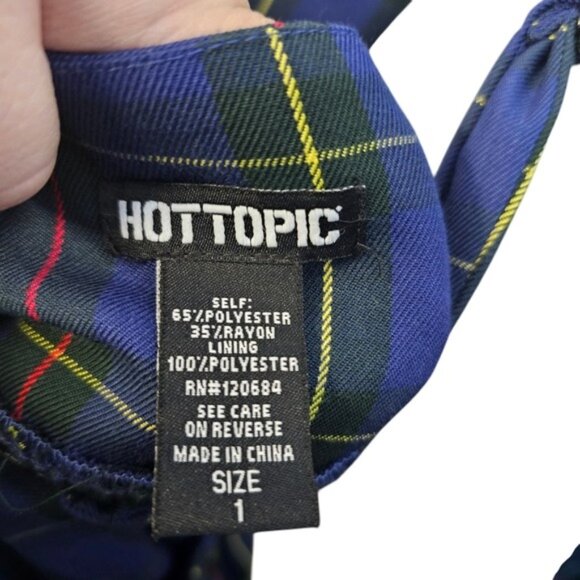 HOTTOPIC
SELF:
65%POLYESTER
35%RAYON
LINING
100%POLYESTER
RN#120684
SEE CARE
ON REVERSE
MADE IN CHINA
SIZE
1